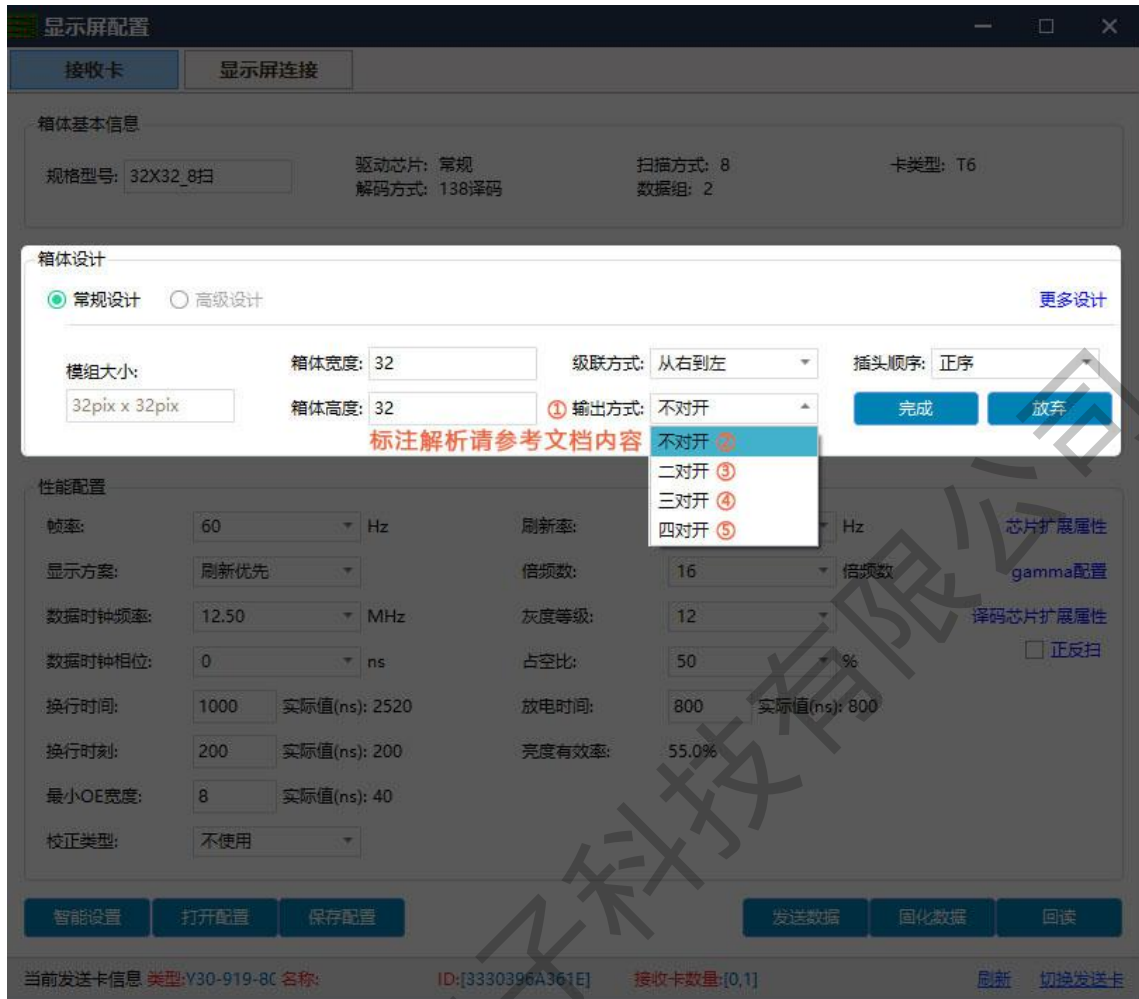 显示屏配置
接收卡 显示屏连接
箱体基本信息
规格型号: 32X32_8扫 驱动芯片: 常规 扫描方式: 8 卡类型: T6
解码方式: 138译码 数据组: 2
箱体设计
常规设计 高级设计 更多设计
模组大小: 箱体宽度: 32 级联方式: 从右到左 插头顺序: 正序
32pix x 32pix 箱体高度: 32 ①输出方式: 不对开 完成 放弃
标注解析请参考文档内容 不对开 ②
二对开 ③
三对开 ④
四对开 ⑤
性能配置
帧率: 60 Hz 刷新率: Hz 芯片扩展属性
显示方案: 刷新优先 倍频数: 16 倍频数 gamma配置
数据时钟频率: 12.50 MHz 灰度等级: 12 译码芯片扩展属性
数据时钟相位: 0 ns 占空比: 50 % 正反扫
换行时间: 1000 实际值(ns): 2520 放电时间: 800 实际值(ns): 800
换行时刻: 200 实际值(ns): 200 亮度有效率: 55.0%
最小OE宽度: 8 实际值(ns): 40
校正类型: 不使用
智能设置 打开配置 保存配置 发送数据 固化数据 回读
当前发送卡信息 类型:Y30-919-8C 名称: ID:[3330396A361E] 接收卡数量:[0,1] 刷新 切换发送卡
子科技有限公司